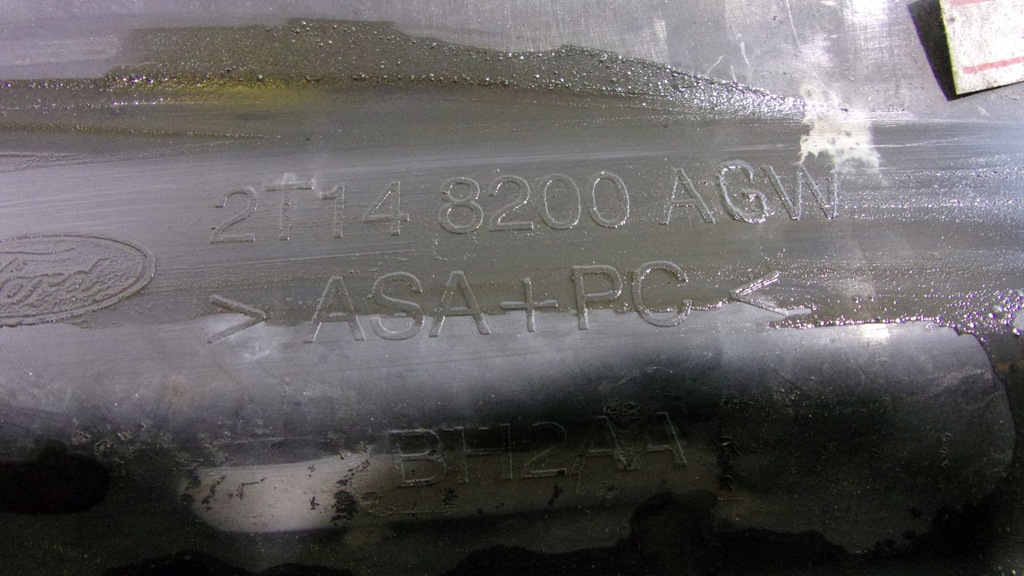 2T14 8200 AGW
Ford
>ASA+PC<
BH2AA